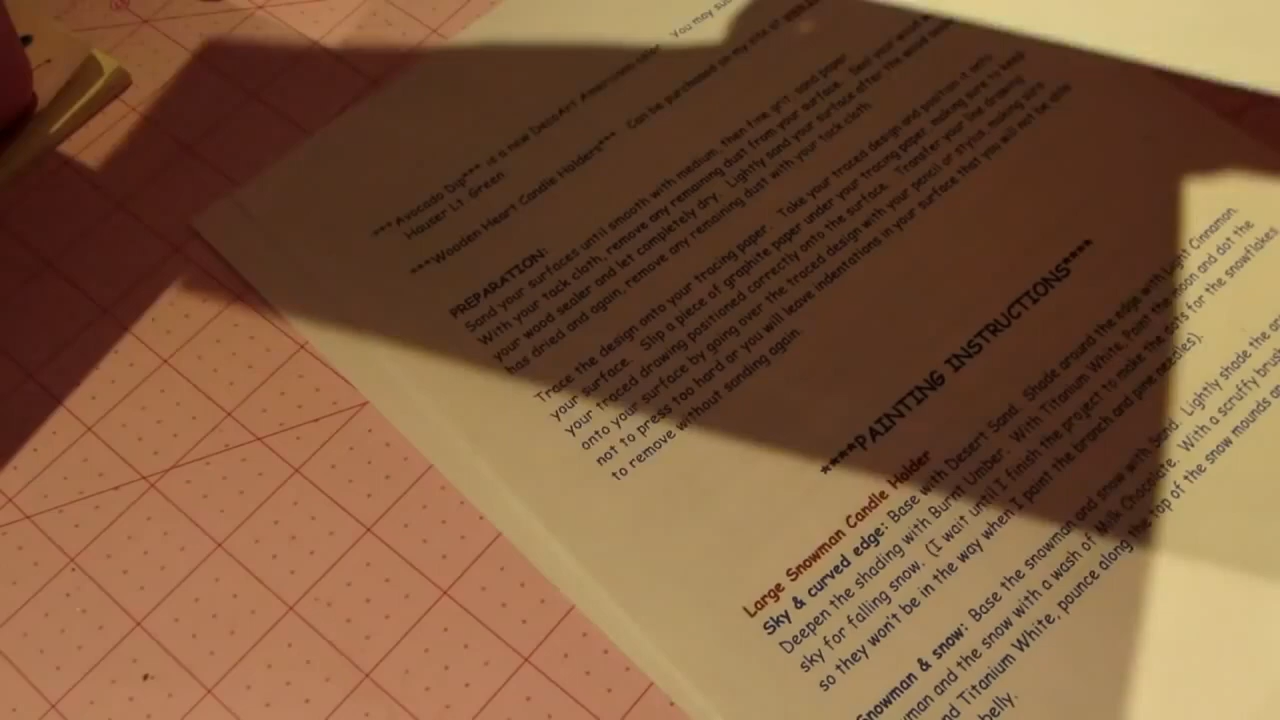 ***Avocado Dip*** is a new DecoArt Americana color. You may su
Hauser Lt. Green
***Wooden Heart Candle Holders*** Can be purchased on my site at
PREPARATION:
Sand your surfaces until smooth with medium, then fine grit sand paper.
With your tack cloth, remove any remaining dust from your surface. Seal your wood
your wood sealer and let completely dry. Lightly sand your surface after the wood
has dried and again, remove any remaining dust with your tack cloth.
Trace the design onto your tracing paper. Take your traced design and position it onto
your surface. Slip a piece of graphite paper under your tracing paper, making sure to keep
your traced drawing positioned correctly onto the surface. Transfer your line drawing
onto your surface by going over the traced design with your pencil or stylus, making sure
not to press too hard or you will leave indentations in your surface that you will not be able
to remove without sanding again.
****PAINTING INSTRUCTIONS****
Large Snowman Candle Holder
Sky & curved edge: Base with Desert Sand. Shade around the edge with Light Cinnamon
Deepen the shading with Burnt Umber. With Titanium White, Paint the moon and dot the
sky for falling snow. (I wait until I finish the project to make the dots for the snowflakes
so they won't be in the way when I paint the branch and pine needles).
Snowman & snow: Base the snowman and snow with Sand. Lightly shade the
wman and the snow with a wash of Milk Chocolate. With a scruffy brush
nd Titanium White, pounce along the top of the snow mounds
belly.